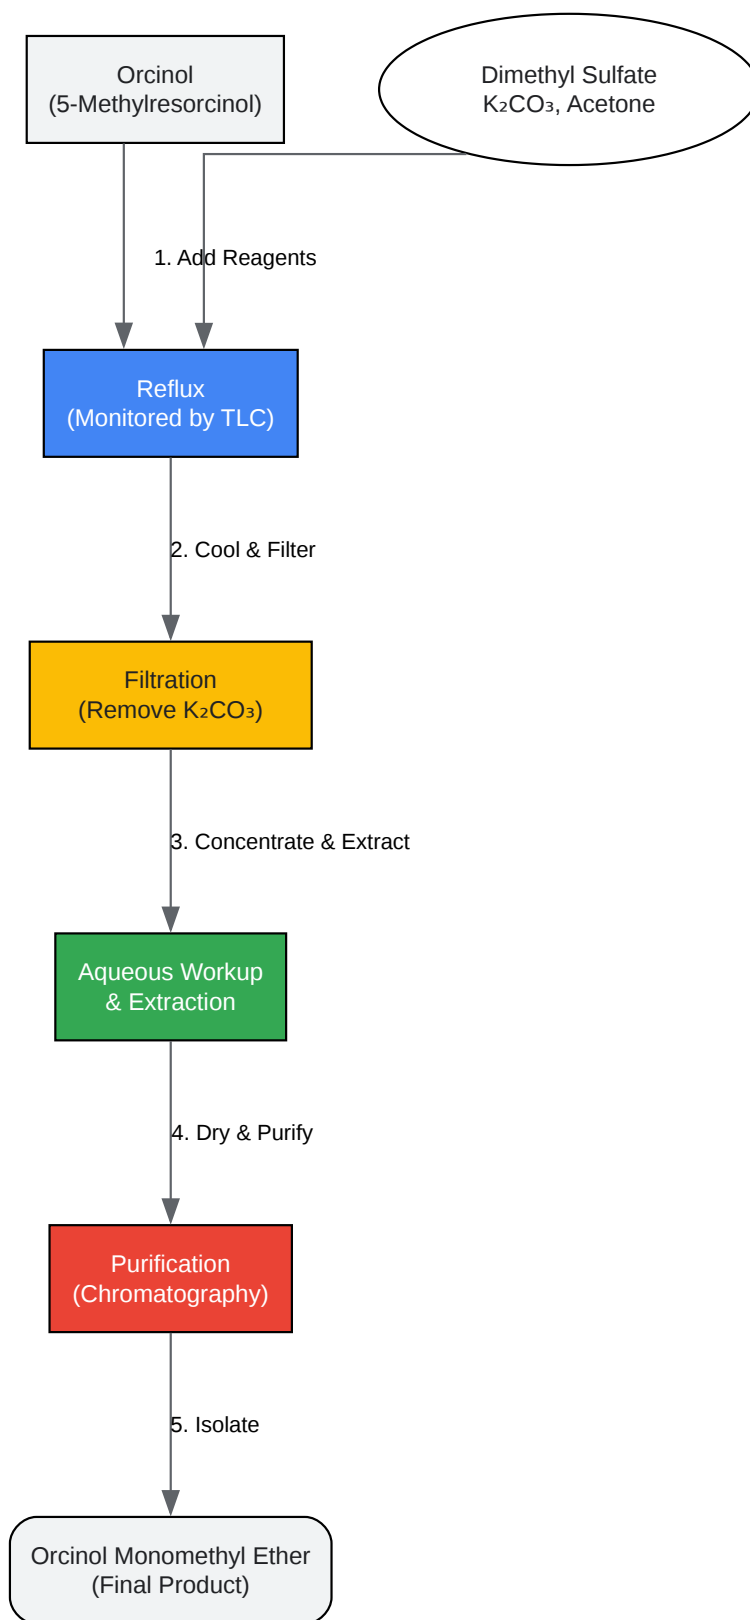 Orcinol
(5-Methylresorcinol)
Dimethyl Sulfate
K₂CO₃, Acetone
1. Add Reagents
Reflux
(Monitored by TLC)
2. Cool & Filter
Filtration
(Remove K₂CO₃)
3. Concentrate & Extract
Aqueous Workup
& Extraction
4. Dry & Purify
Purification
(Chromatography)
5. Isolate
Orcinol Monomethyl Ether
(Final Product)